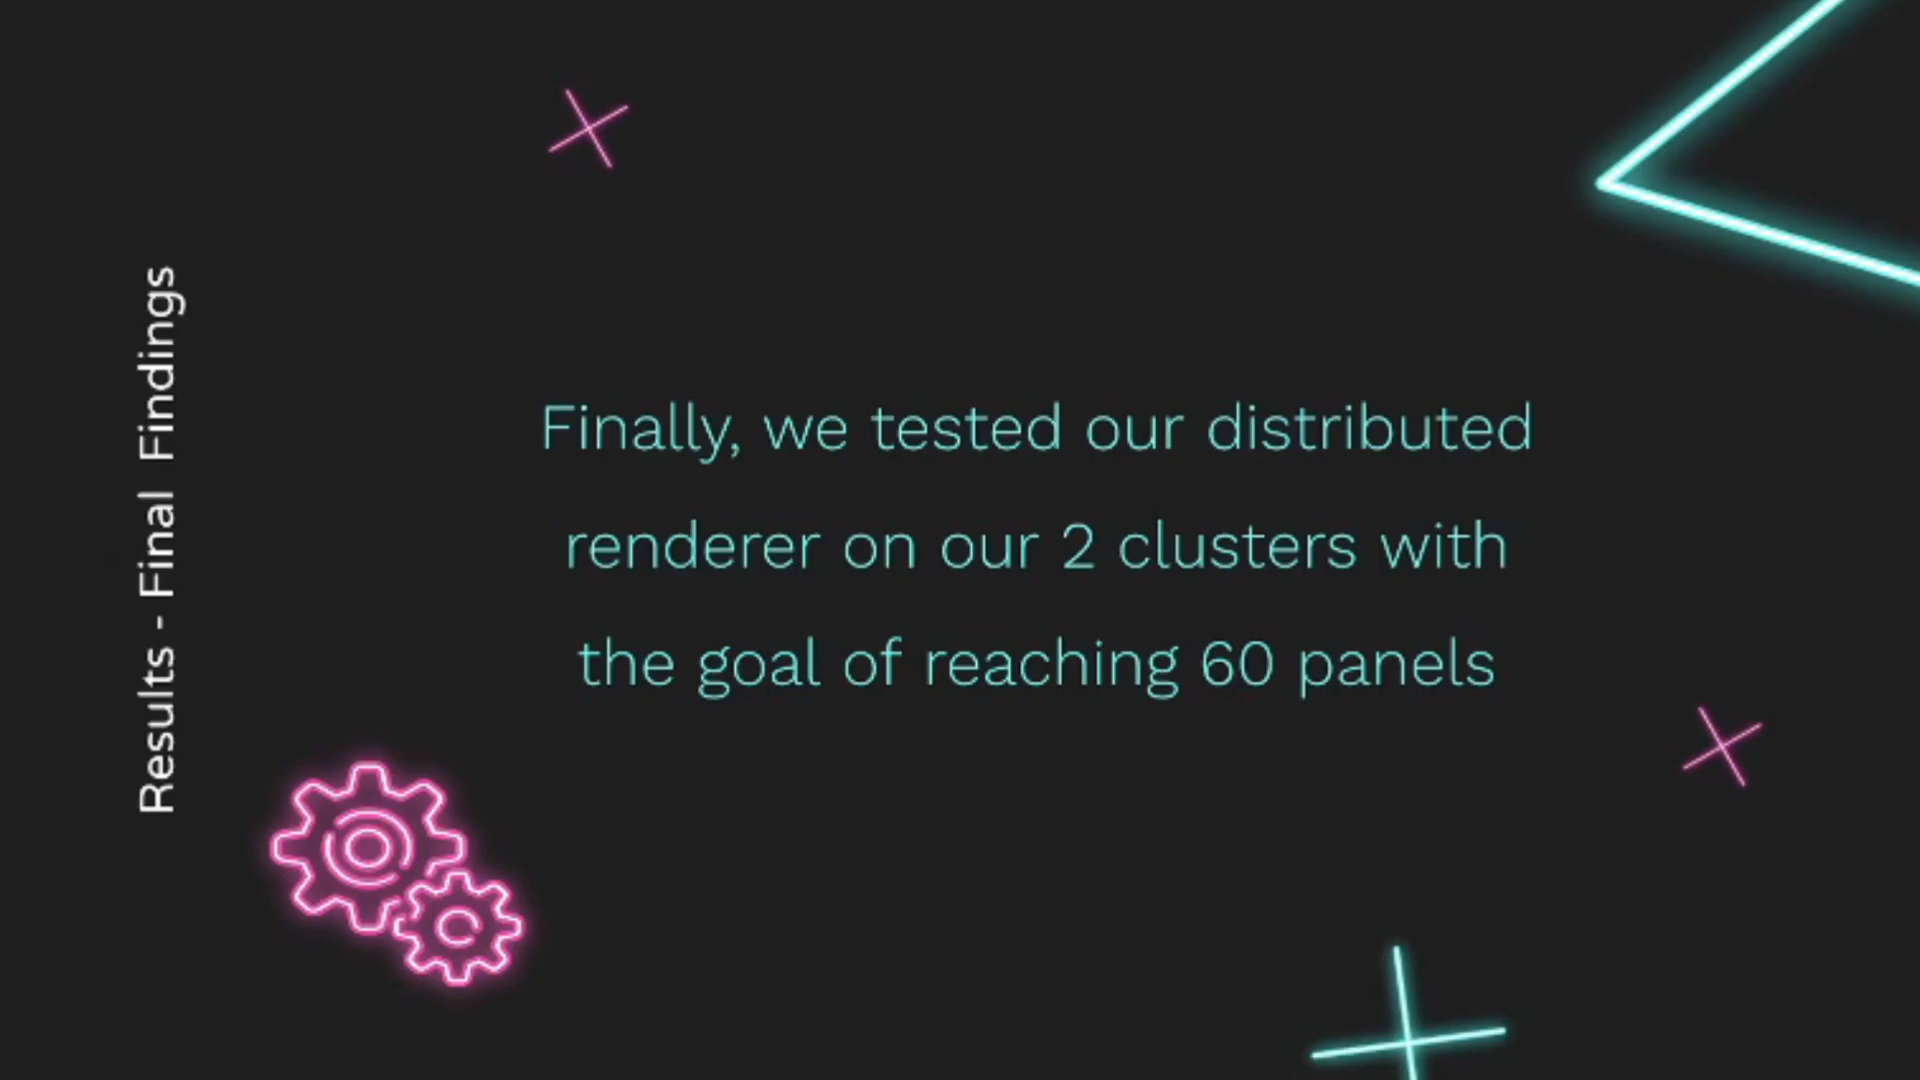 Results - Final Findings
Finally, we tested our distributed
renderer on our 2 clusters with
the goal of reaching 60 panels